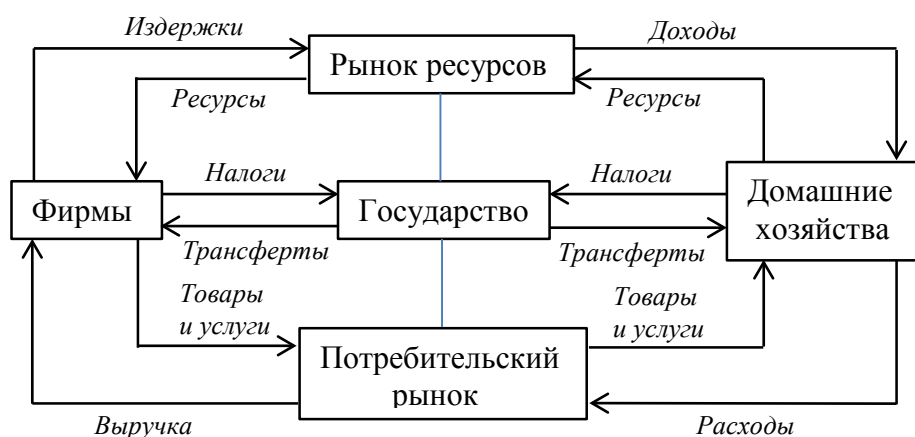 Издержки
Доходы
Рынок ресурсов
Ресурсы
Ресурсы
Налоги
Налоги
Фирмы
Государство
Домашние
хозяйства
Трансферты
Трансферты
Товары
и услуги
Товары
и услуги
Потребительский
рынок
Выручка
Расходы